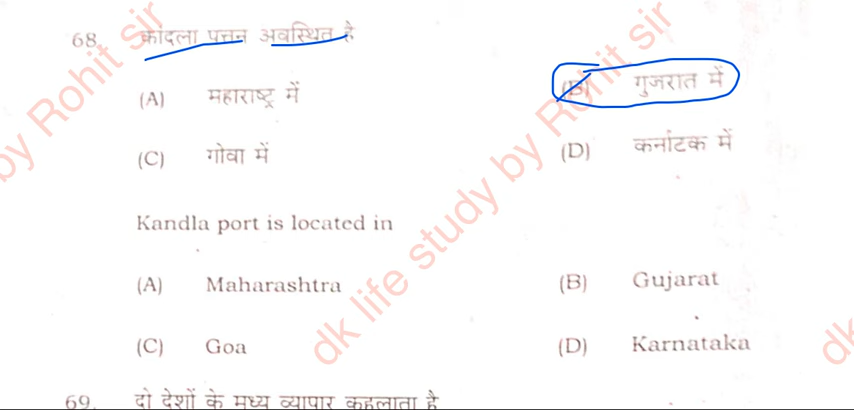 68. कांदला पत्तन अवस्थित है
(A) महाराष्ट्र में (B) गुजरात में
(C) गोवा में (D) कर्नाटक में
Kandla port is located in
(A) Maharashtra (B) Gujarat
(C) Goa (D) Karnataka
69. दो देशों के मध्य व्यापार कहलाता है
by Rohit sir
dk life study by Rohit sir
dk